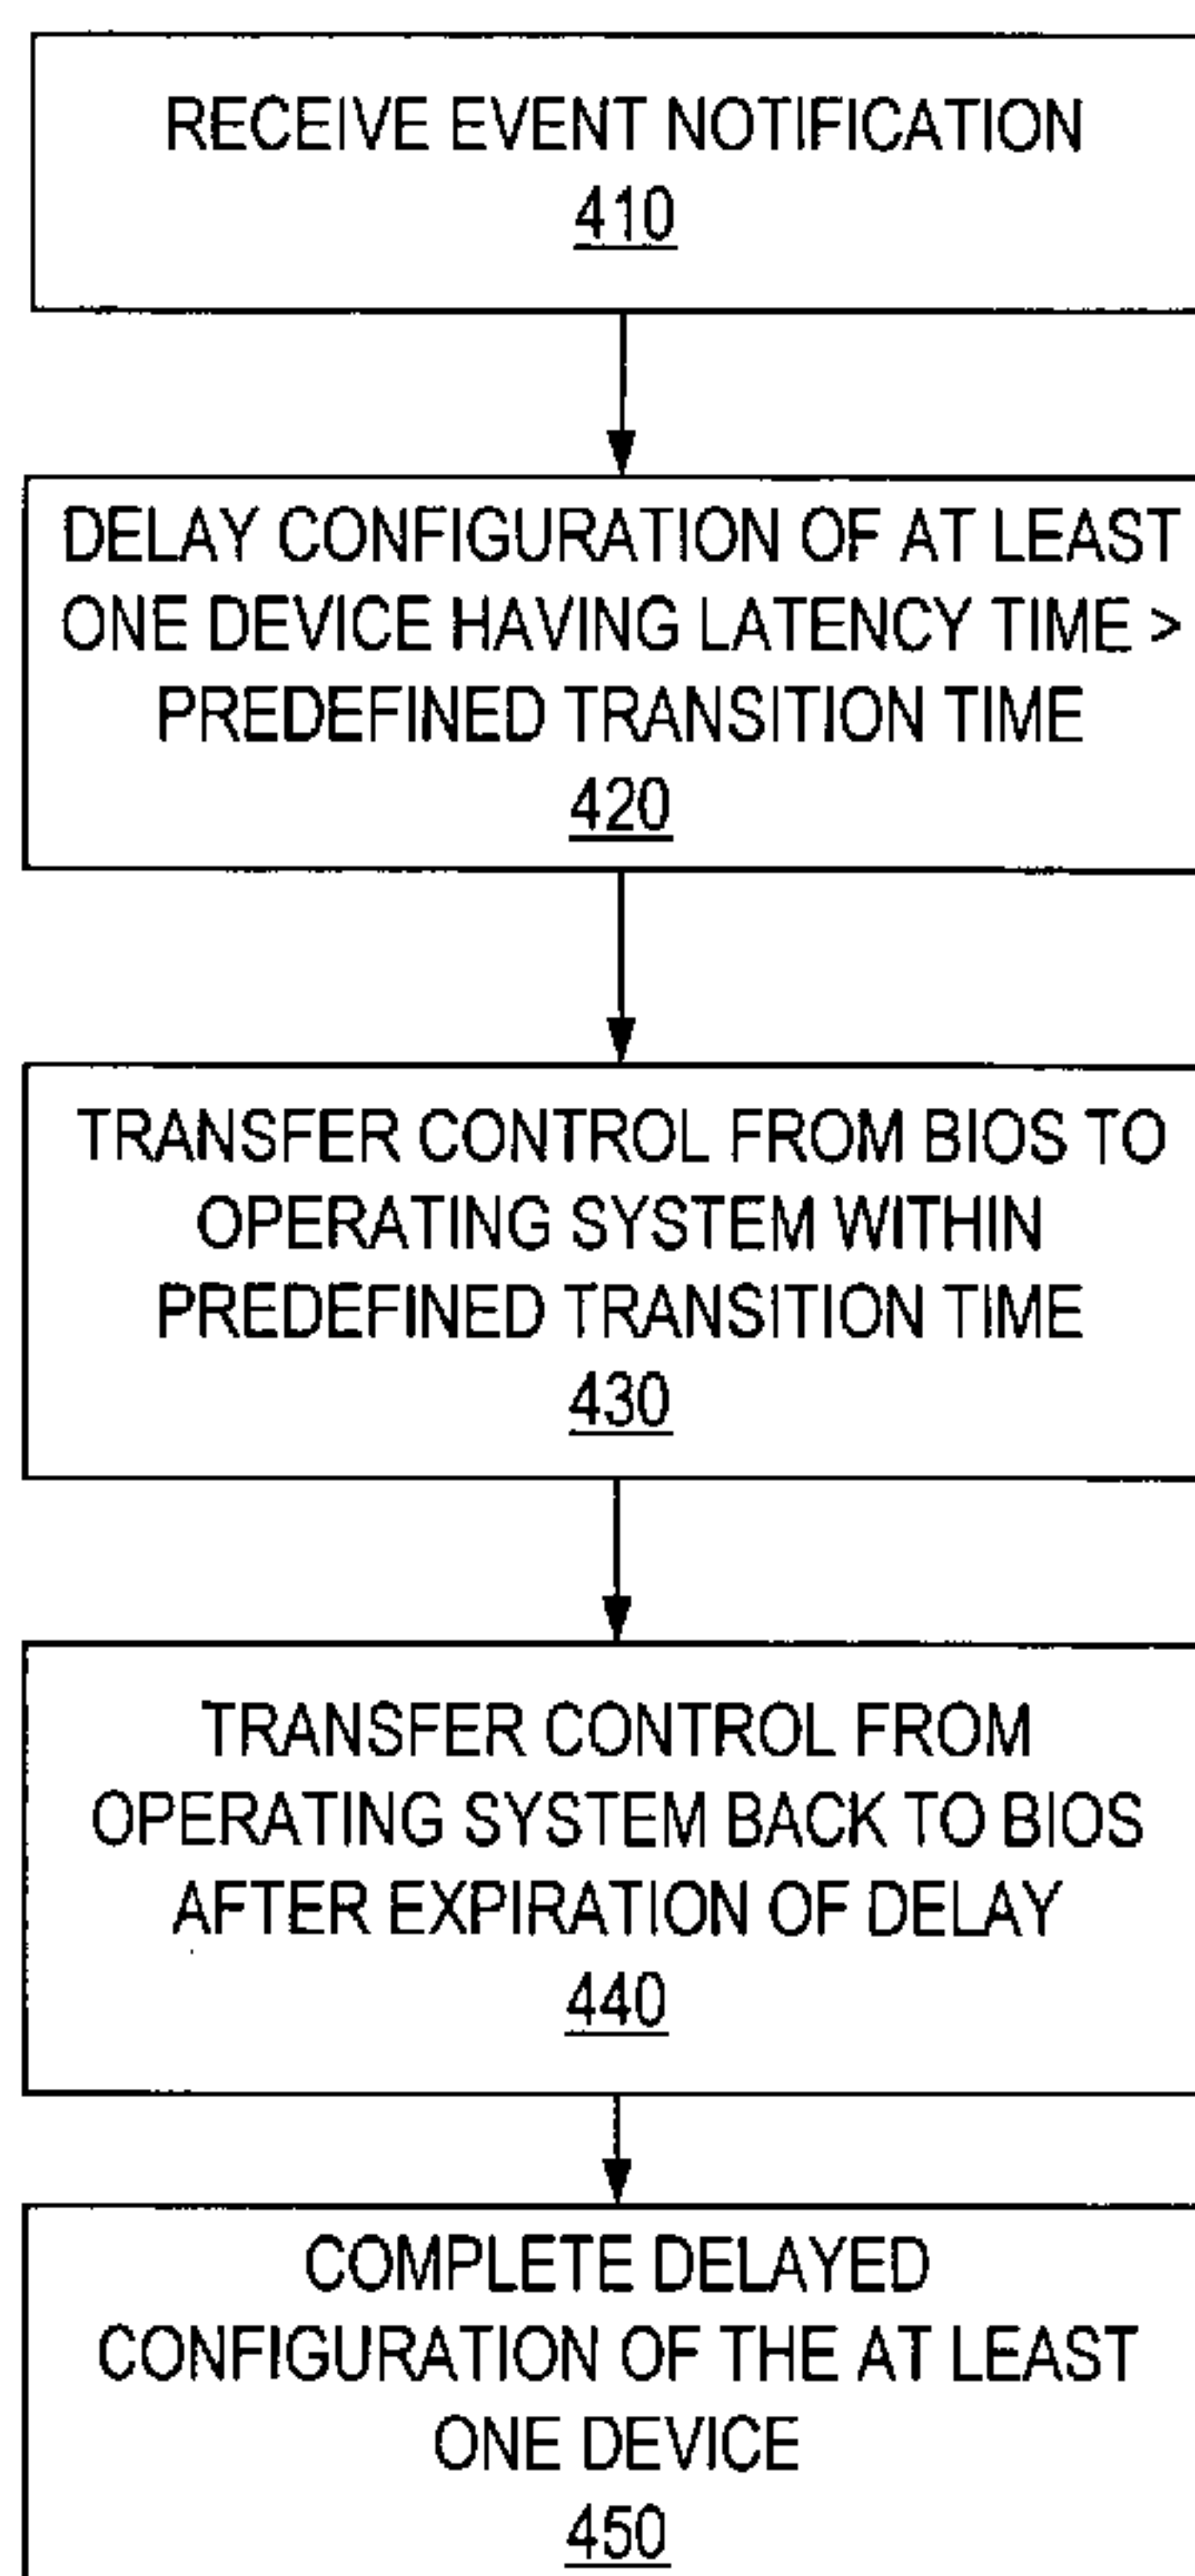 RECEIVE EVENT NOTIFICATION
410
DELAY CONFIGURATION OF AT LEAST
ONE DEVICE HAVING LATENCY TIME >
PREDEFINED TRANSITION TIME
420
TRANSFER CONTROL FROM BIOS TO
OPERATING SYSTEM WITHIN
PREDEFINED TRANSITION TIME
430
TRANSFER CONTROL FROM
OPERATING SYSTEM BACK TO BIOS
AFTER EXPIRATION OF DELAY
440
COMPLETE DELAYED
CONFIGURATION OF THE AT LEAST
ONE DEVICE
450